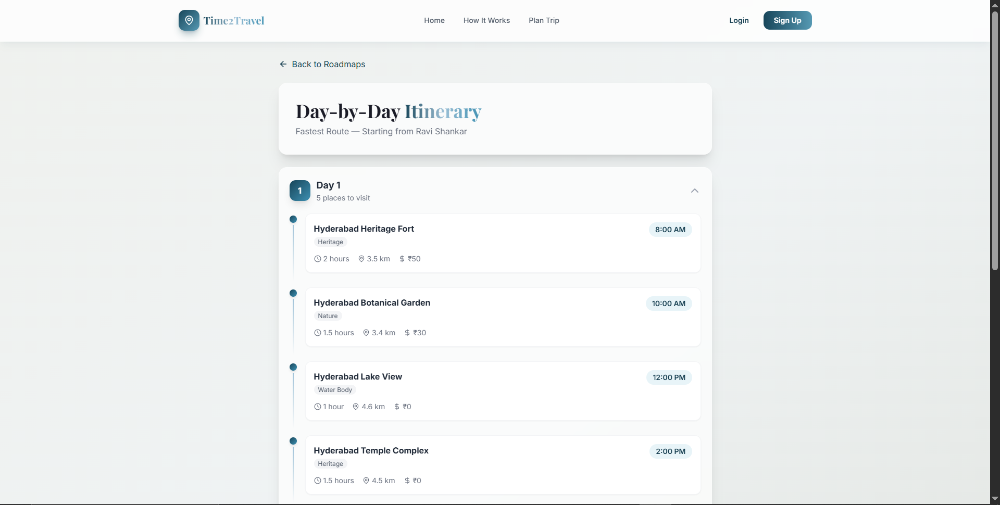 Time2Travel
Home How It Works Plan Trip
Login Sign Up
Back to Roadmaps
Day-by-Day Itinerary
Fastest Route — Starting from Ravi Shankar
1 Day 1
5 places to visit
Hyderabad Heritage Fort 8:00 AM
Heritage
2 hours 3.5 km $ ₹50
Hyderabad Botanical Garden 10:00 AM
Nature
1.5 hours 3.4 km $ ₹30
Hyderabad Lake View 12:00 PM
Water Body
1 hour 4.6 km $ ₹0
Hyderabad Temple Complex 2:00 PM
Heritage
1.5 hours 4.5 km $ ₹0